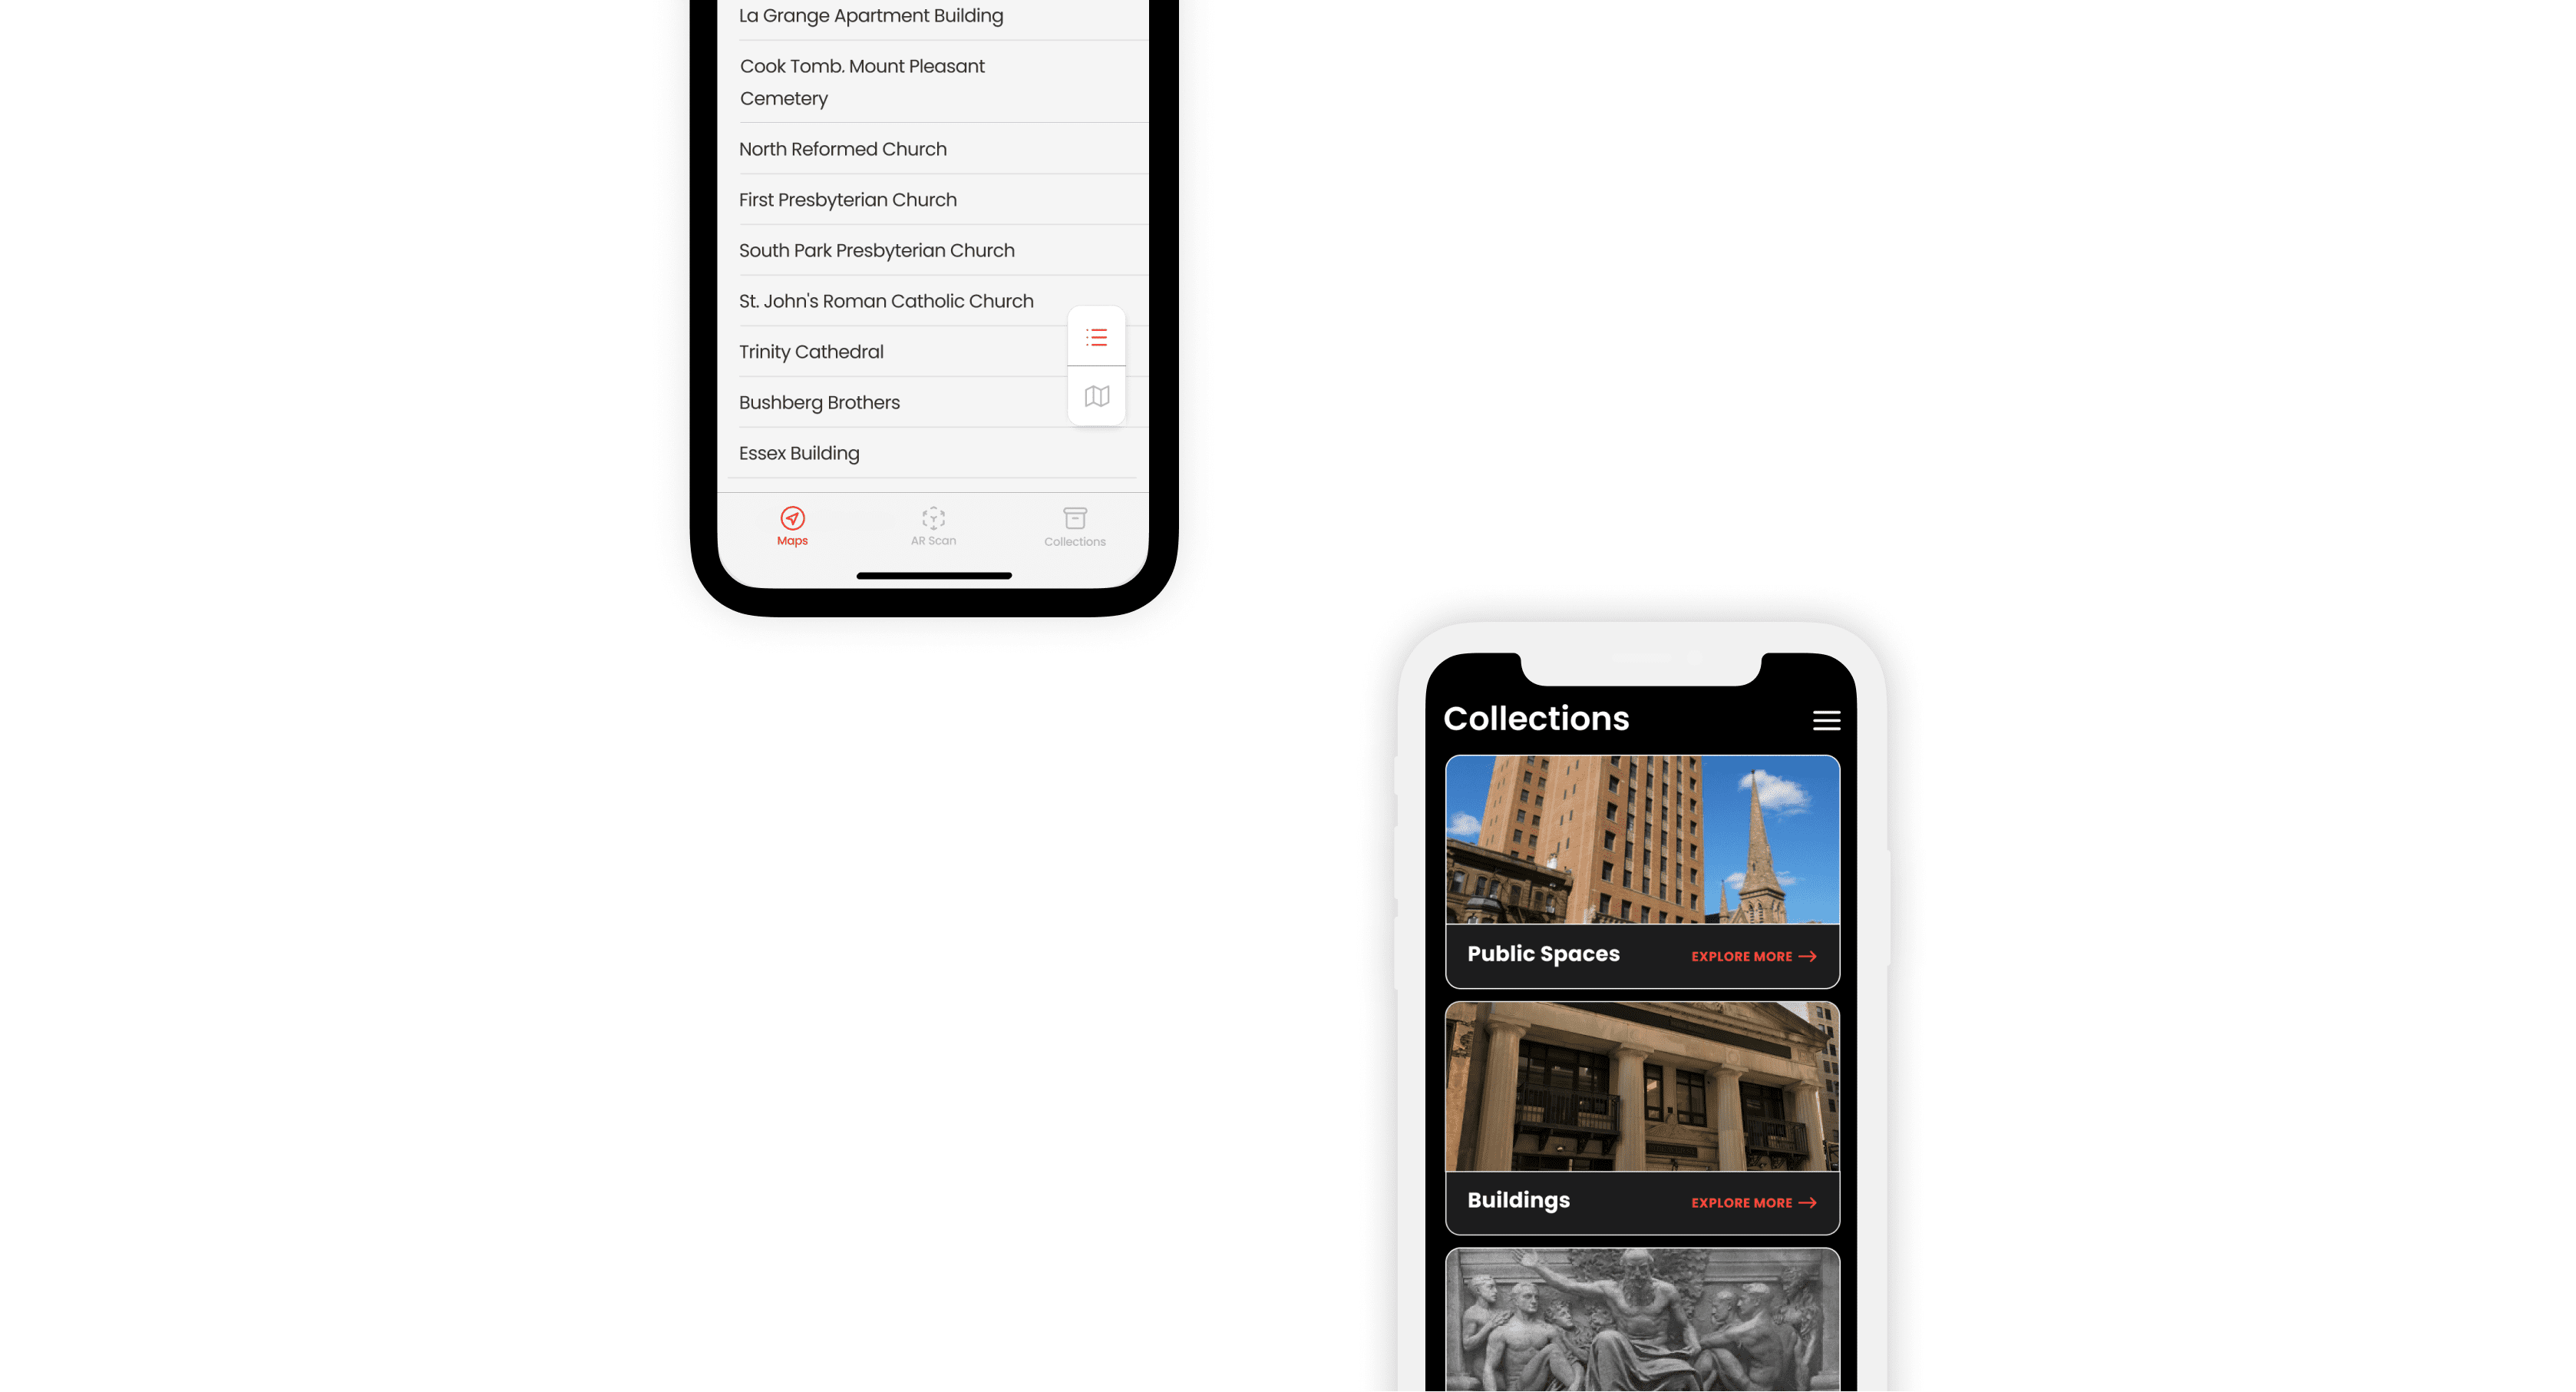 La Grange Apartment Building
Cook Tomb. Mount Pleasant
Cemetery
North Reformed Church
First Presbyterian Church
South Park Presbyterian Church
St. John's Roman Catholic Church
Trinity Cathedral
Bushberg Brothers
Essex Building
Maps
AR Scan
Collections
Collections
Public Spaces
EXPLORE MORE →
Buildings
EXPLORE MORE →